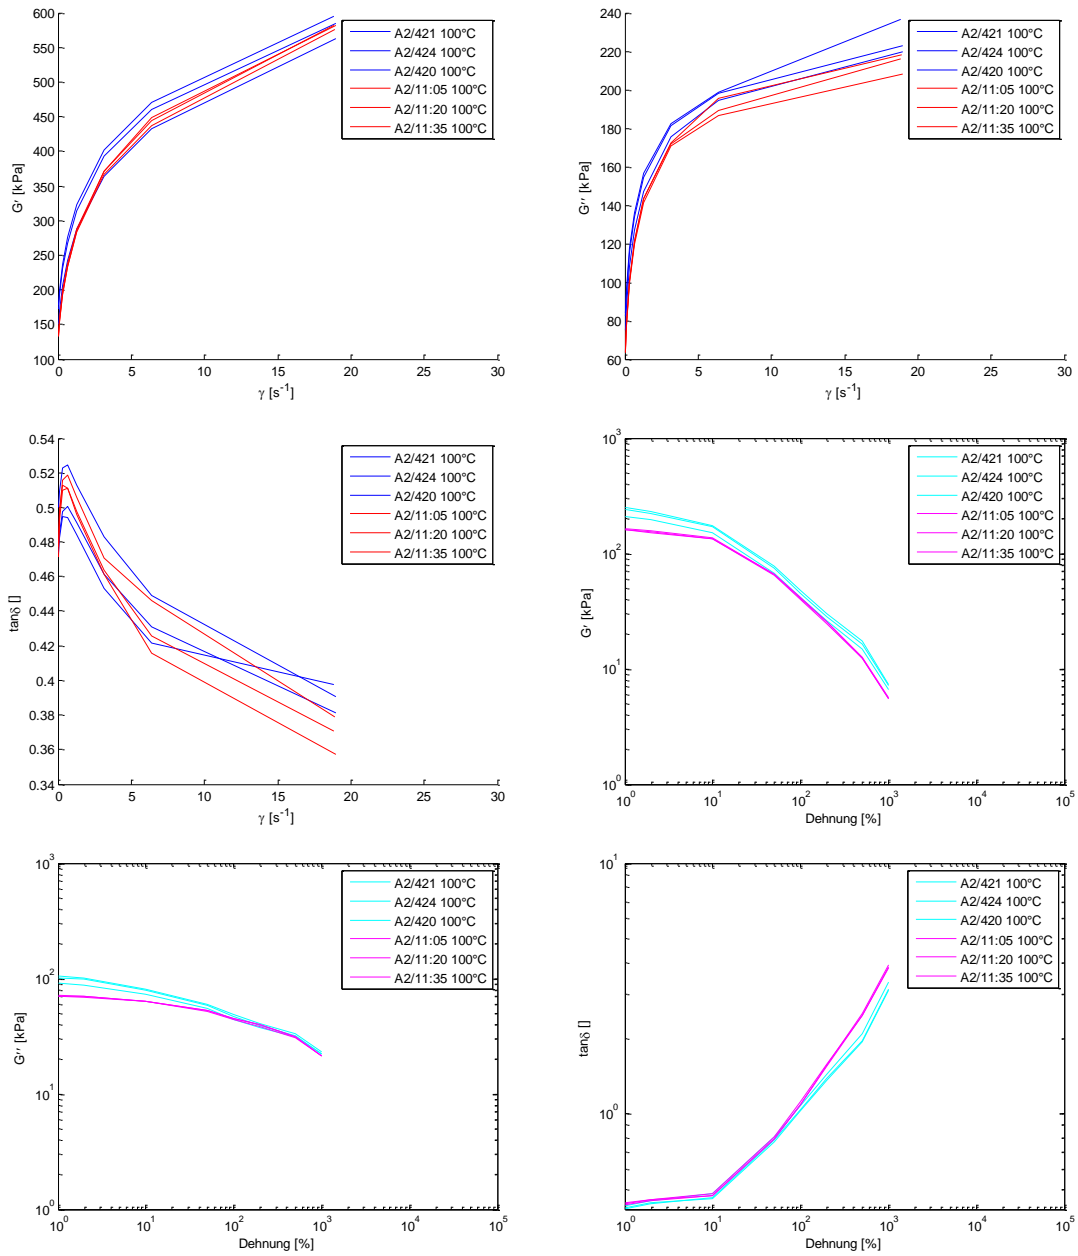 600
550
500
450
400
350
300
250
200
150
100
G′ [kPa]
0 5 10 15 20 25 30
γ [s-1]
A2/421 100°C
A2/424 100°C
A2/420 100°C
A2/11:05 100°C
A2/11:20 100°C
A2/11:35 100°C
240
220
200
180
160
140
120
100
80
60
G′′ [kPa]
0 5 10 15 20 25 30
γ [s-1]
A2/421 100°C
A2/424 100°C
A2/420 100°C
A2/11:05 100°C
A2/11:20 100°C
A2/11:35 100°C
0.54
0.52
0.5
0.48
0.46
0.44
0.42
0.4
0.38
0.36
0.34
tanδ []
0 5 10 15 20 25 30
γ [s-1]
A2/421 100°C
A2/424 100°C
A2/420 100°C
A2/11:05 100°C
A2/11:20 100°C
A2/11:35 100°C
103
102
101
100
G′ [kPa]
100 101 102 103 104 105
Dehnung [%]
A2/421 100°C
A2/424 100°C
A2/420 100°C
A2/11:05 100°C
A2/11:20 100°C
A2/11:35 100°C
103
102
101
100
G′′ [kPa]
100 101 102 103 104 105
Dehnung [%]
A2/421 100°C
A2/424 100°C
A2/420 100°C
A2/11:05 100°C
A2/11:20 100°C
A2/11:35 100°C
101
100
tanδ []
100 101 102 103 104 105
Dehnung [%]
A2/421 100°C
A2/424 100°C
A2/420 100°C
A2/11:05 100°C
A2/11:20 100°C
A2/11:35 100°C